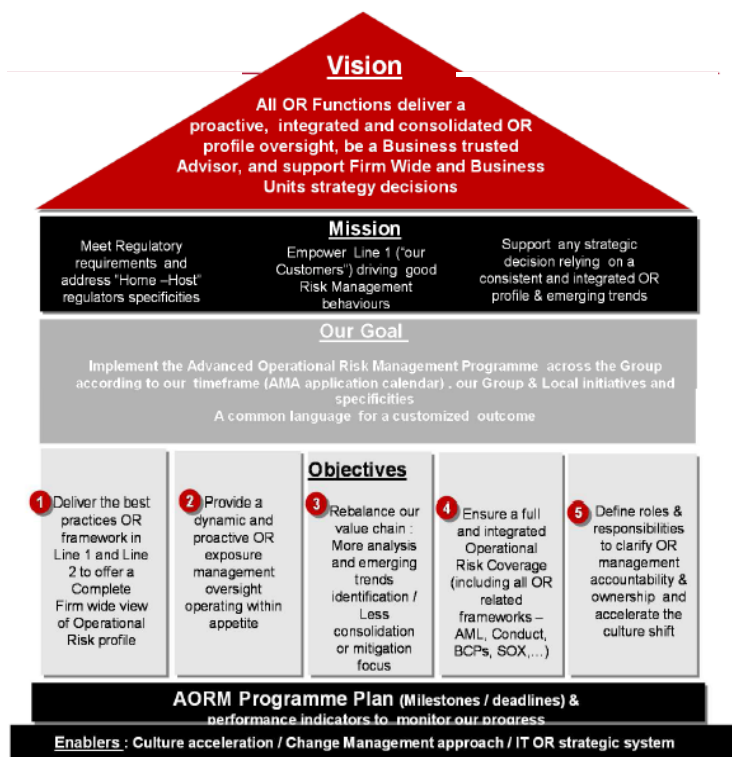 Vision
All OR Functions deliver a
proactive, integrated and consolidated OR
profile oversight, be a Business trusted
Advisor, and support Firm Wide and Business
Units strategy decisions
Mission
Meet Regulatory
requirements and
address "Home –Host"
regulators specificities
Empower Line 1 ("our
Customers") driving good
Risk Management
behaviours
Support any strategic
decision relying on a
consistent and integrated OR
profile & emerging trends
Our Goal
Implement the Advanced Operational Risk Management Programme across the Group
according to our timeframe (AMA application calendar) , our Group & Local initiatives and
specificities
A common language for a customized outcome
Objectives
1
Deliver the best
practices OR
framework in
Line 1 and Line
2 to offer a
Complete
Firm wide view
of Operational
Risk profile
2
Provide a
dynamic and
proactive OR
exposure
management
oversight
operating within
appetite
3
Rebalance our
value chain :
More analysis
and emerging
trends
identification /
Less
consolidation
or mitigation
focus
4
Ensure a full
and integrated
Operational
Risk Coverage
(including all OR
related
frameworks –
AML, Conduct,
BCPs, SOX,…)
5
Define roles &
responsibilities
to clarify OR
management
accountability &
ownership and
accelerate the
culture shift
AORM Programme Plan (Milestones / deadlines) &
performance indicators to monitor our progress
Enablers : Culture acceleration / Change Management approach / IT OR strategic system